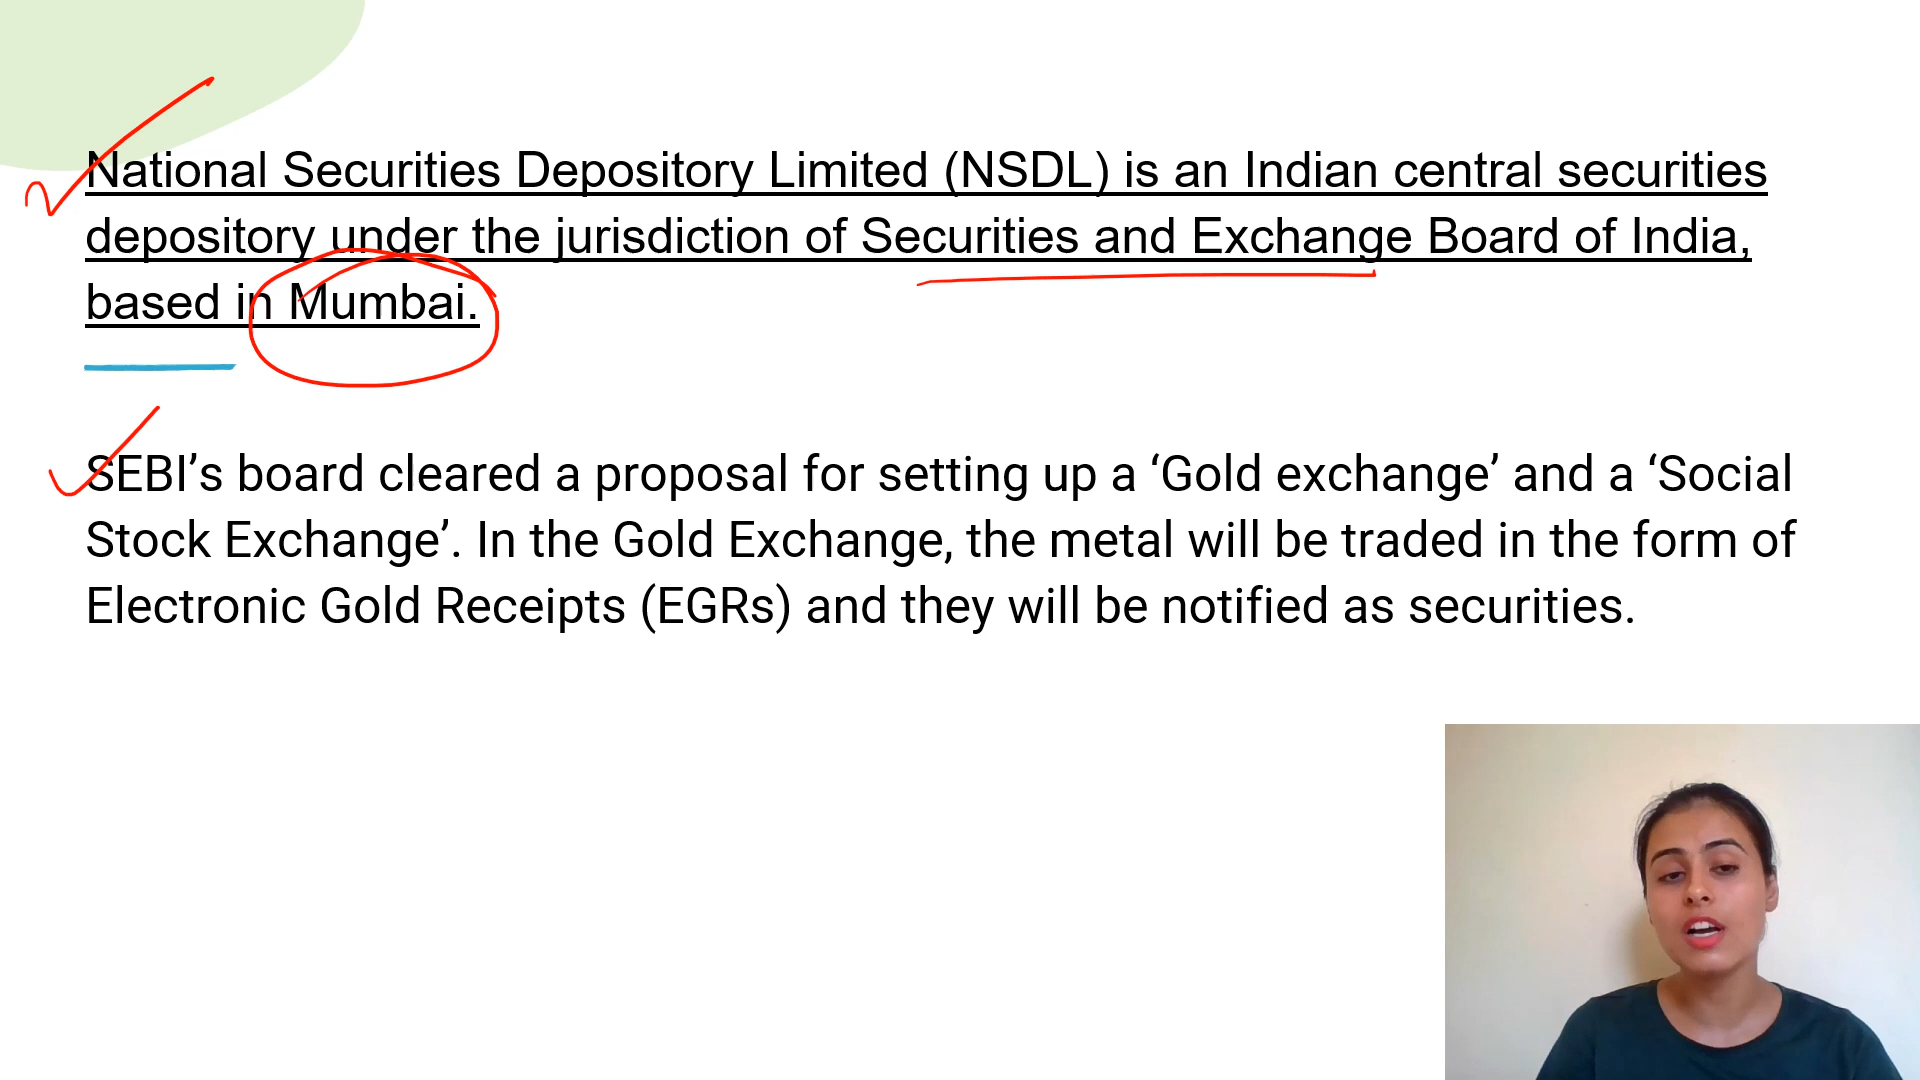 National Securities Depository Limited (NSDL) is an Indian central securities
depository under the jurisdiction of Securities and Exchange Board of India,
based in Mumbai.
SEBI’s board cleared a proposal for setting up a ‘Gold exchange’ and a ‘Social
Stock Exchange’. In the Gold Exchange, the metal will be traded in the form of
Electronic Gold Receipts (EGRs) and they will be notified as securities.